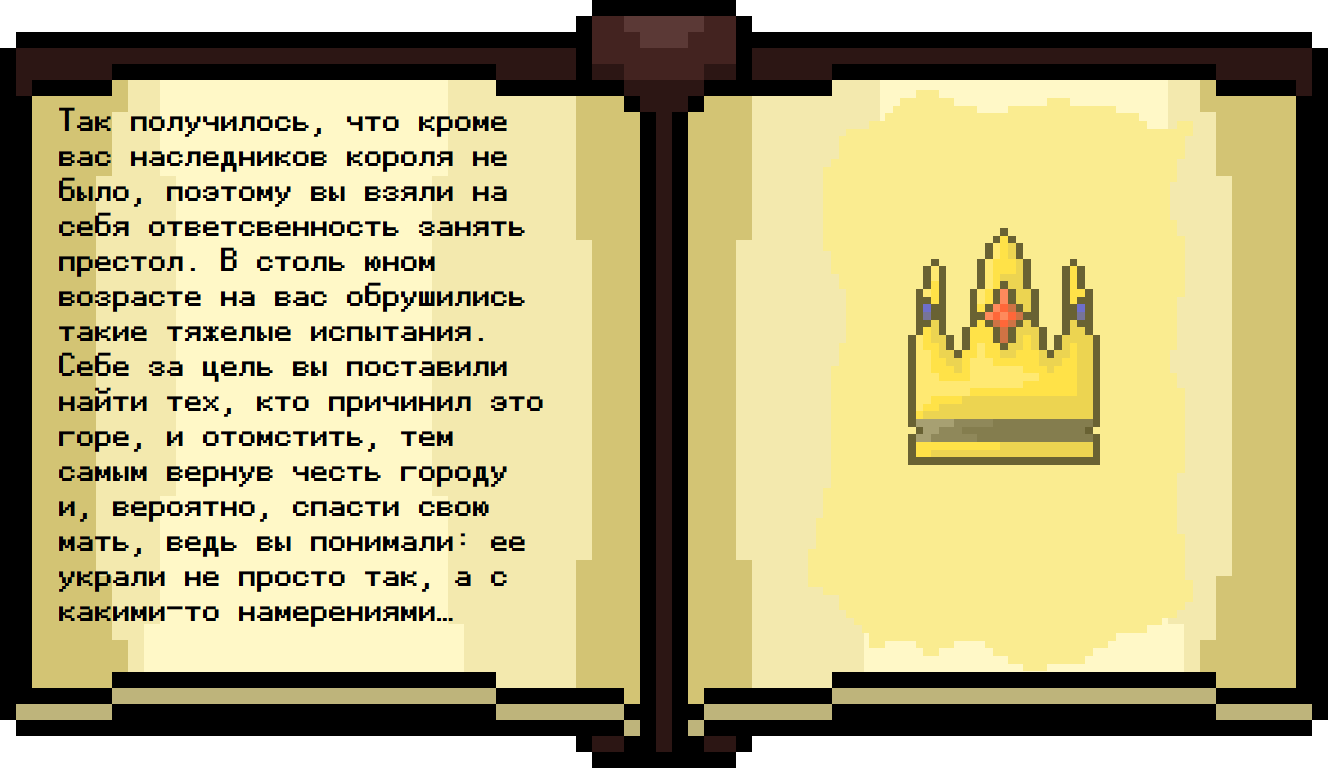 Так получилось, что кроме
вас наследников короля не
было, поэтому вы взяли на
себя ответсвенность занять
престол. В столь юном
возрасте на вас обрушились
такие тяжелые испытания.
Себе за цель вы поставили
найти тех, кто причинил это
горе, и отомстить, тем
самым вернув честь городу
и, вероятно, спасти свою
мать, ведь вы понимали: ее
украли не просто так, а с
какими-то намерениями…